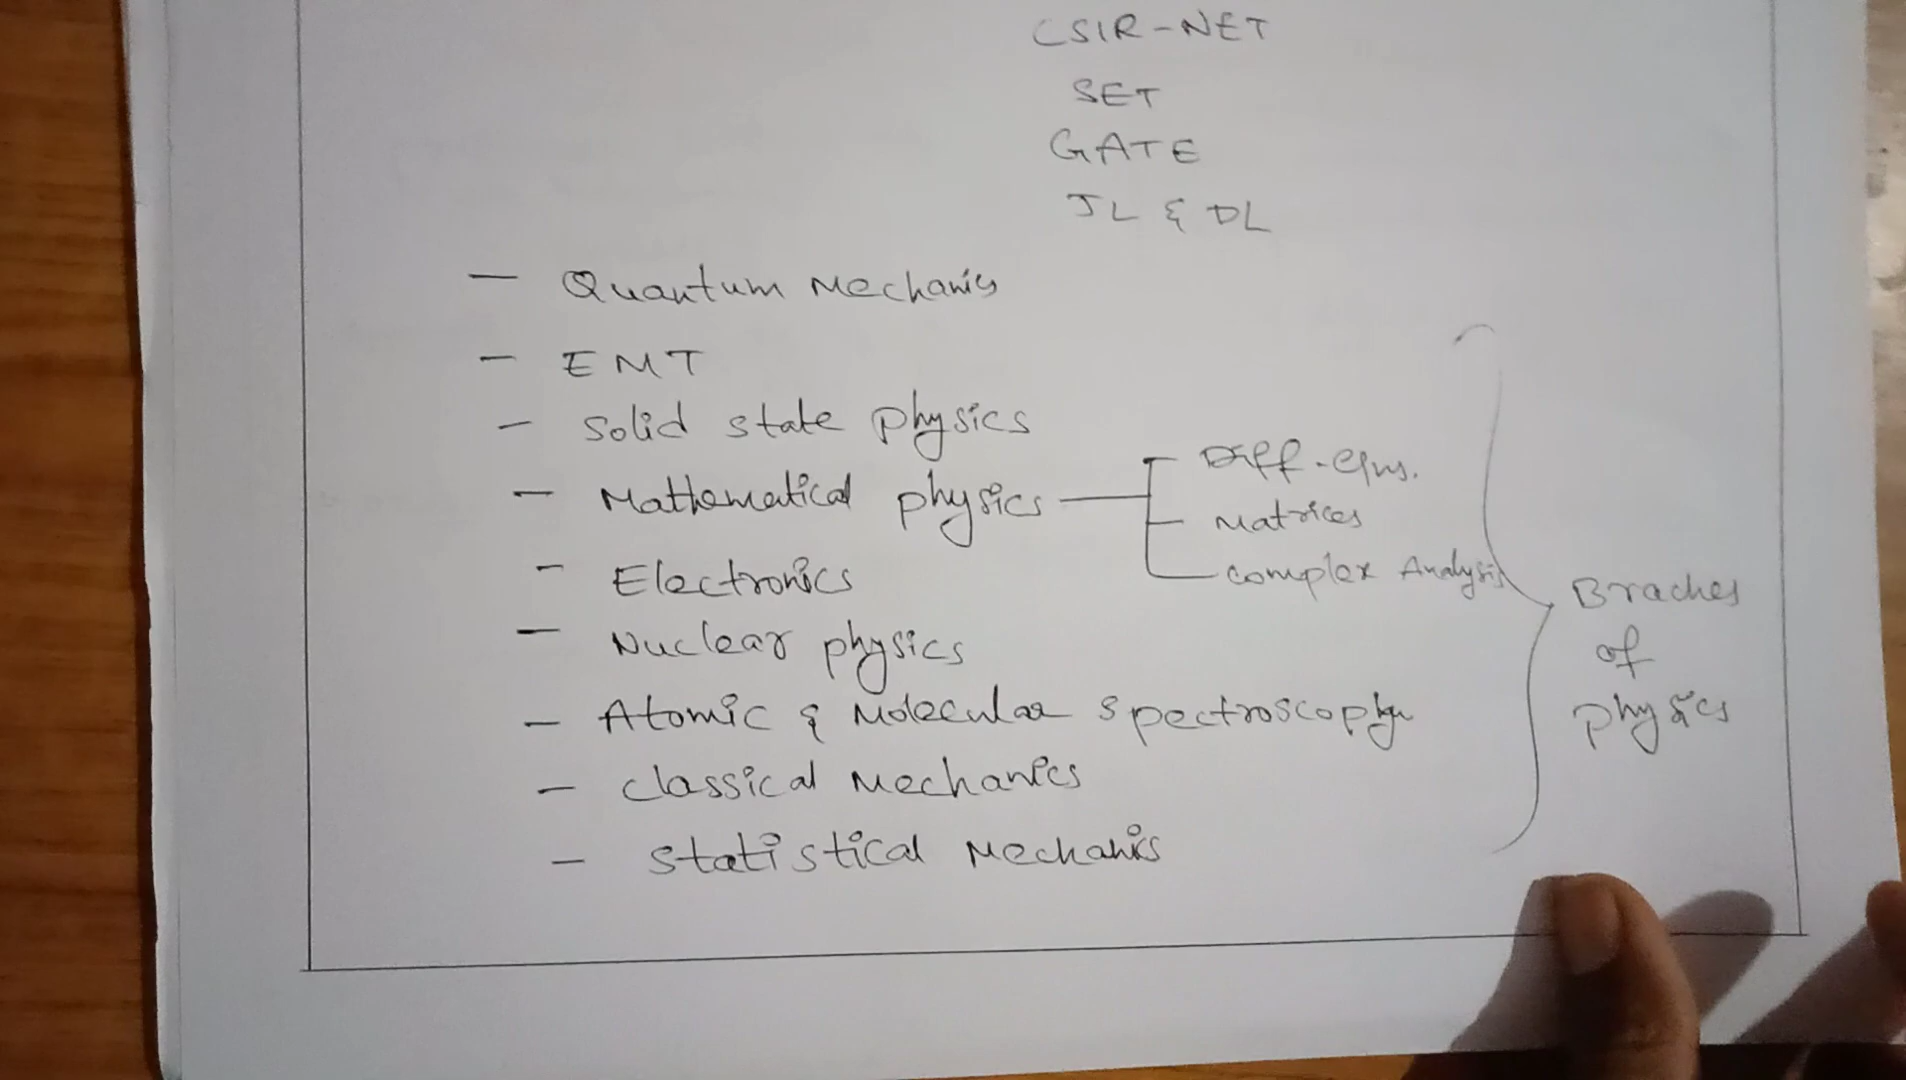 CSIR-NET
SET
GATE
JL & DL
- Quantum Mechanics
- EMT
- Solid state physics
- Mathematical physics
Diff. eqns.
Matrices
complex Analysis
- Electronics
- Nuclear physics
- Atomic & Molecular Spectroscopy
- classical Mechanics
- Statistical Mechanics
Braches
of
physics